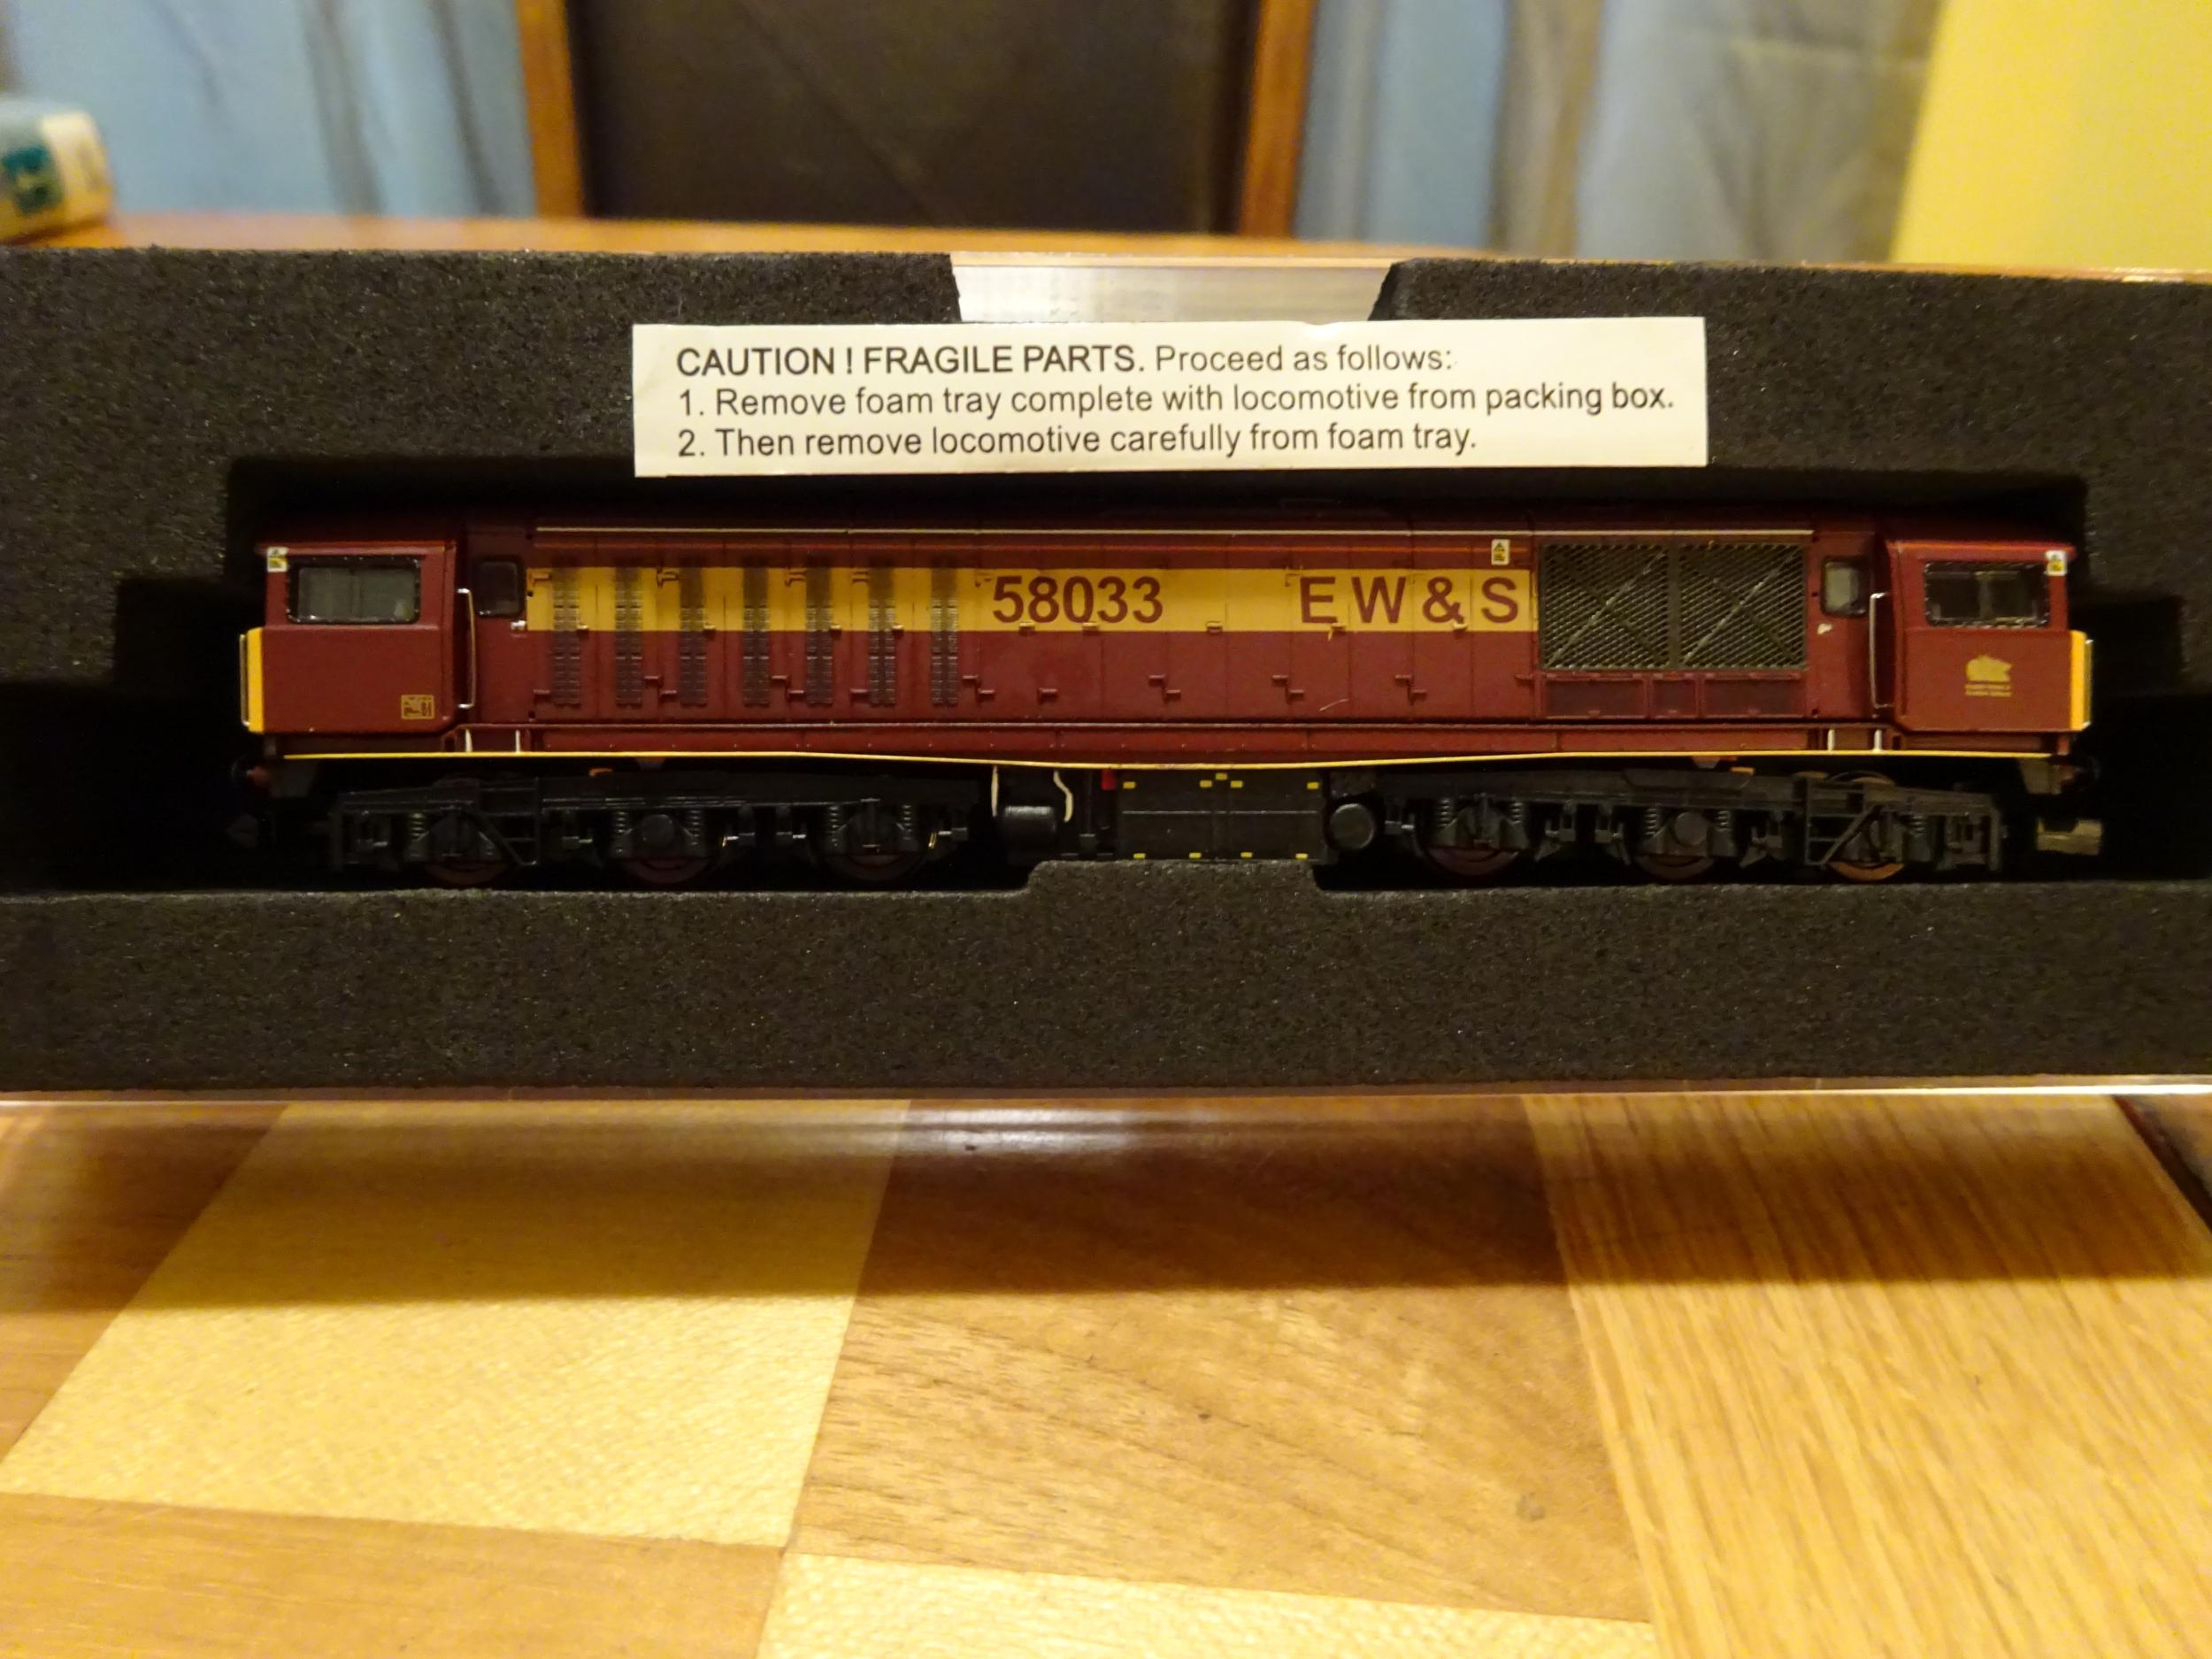 CAUTION ! FRAGILE PARTS. Proceed as follows:
1. Remove foam tray complete with locomotive from packing box.
2. Then remove locomotive carefully from foam tray.
58033 EW&S